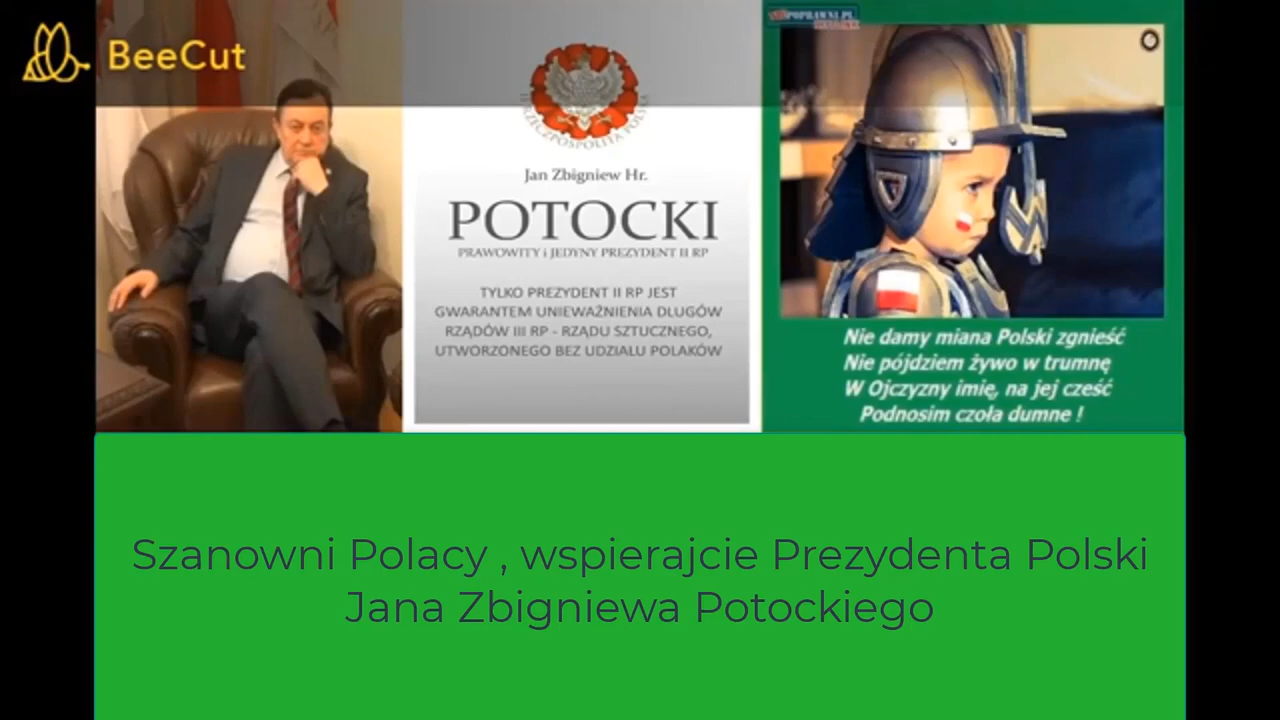 BeeCut
RZECZPOSPOLITA POLSKA
Jan Zbigniew Hr.
POTOCKI
PRAWOWITY i JEDYNY PREZYDENT II RP
TYLKO PREZYDENT II RP JEST
GWARANTEM UNIEWAŻNIENIA DŁUGÓW
RZĄDÓW III RP - RZĄDU SZTUCZNEGO,
UTWORZONEGO BEZ UDZIAŁU POLAKÓW
Nie damy miana Polski zgnieść
Nie pójdziem żywo w trumnę
W Ojczyzny imię, na jej cześć
Podnosim czoła dumne !
Szanowni Polacy , wspierajcie Prezydenta Polski
Jana Zbigniewa Potockiego